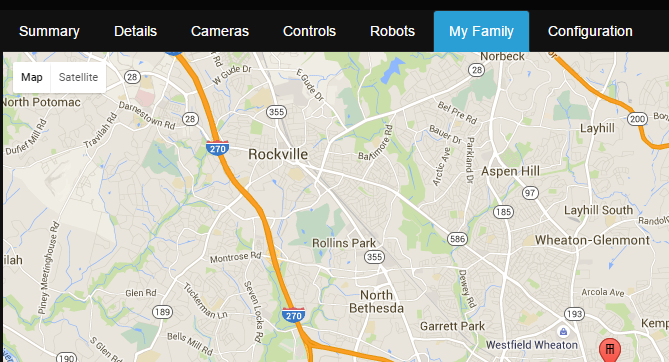 Summary Details Cameras Controls Robots My Family Configuration
Map Satellite
Norbeck
W Gude Dr
E Gude Dr
28
28
North Potomac
355
Darnestown Rd
28
Bel Pre Rd
200
Layhill
Dufief Mill Rd
Travilah Rd
Bauer Dr
270
Rockville
Baltimore Rd
Arctic Ave
Parkland Dr
Aspen Hill
97
185
Layhill South
Piney Meetinghouse Rd
586
Wheaton-Glenmont
Rollins Park
355
Montrose Rd
Dewey Rd
Glen Rd
Tuckerman Ln
Seven Locks Rd
North
Bethesda
Arcola Ave
189
270
193
Garrett Park
Bells Mill Rd
Westfield Wheaton
190
S Glen Rd